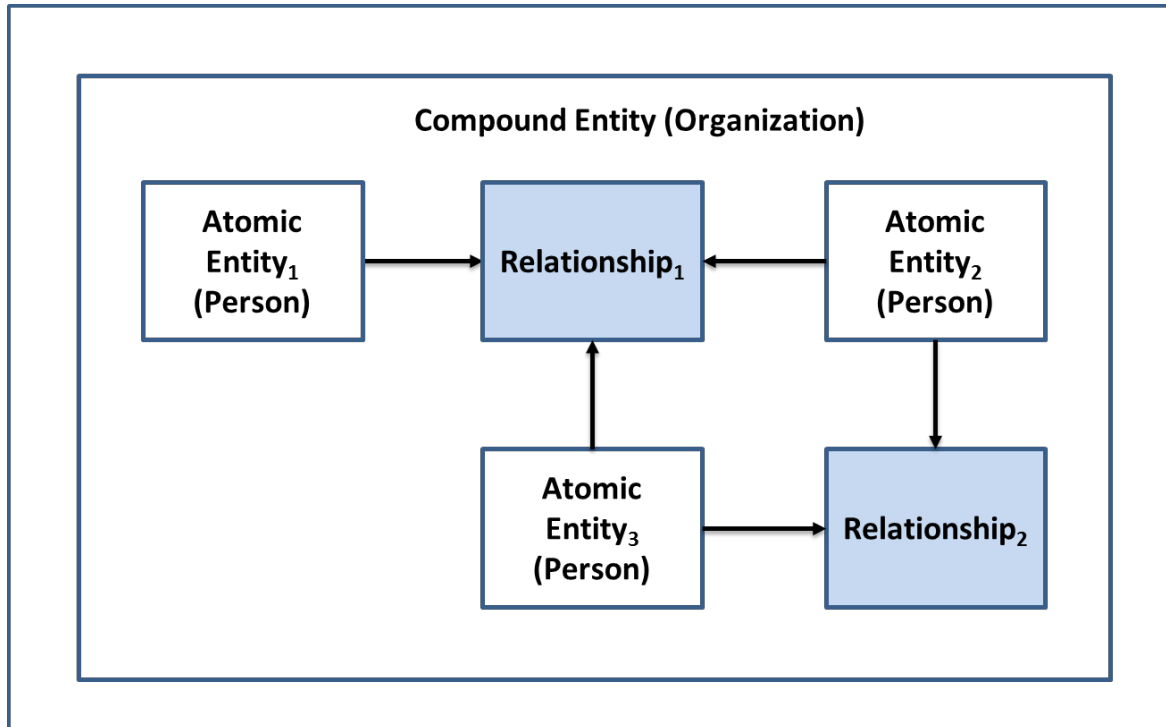 Compound Entity (Organization)
Atomic
Entity₁
(Person)
Relationship₁
Atomic
Entity₂
(Person)
Atomic
Entity₃
(Person)
Relationship₂